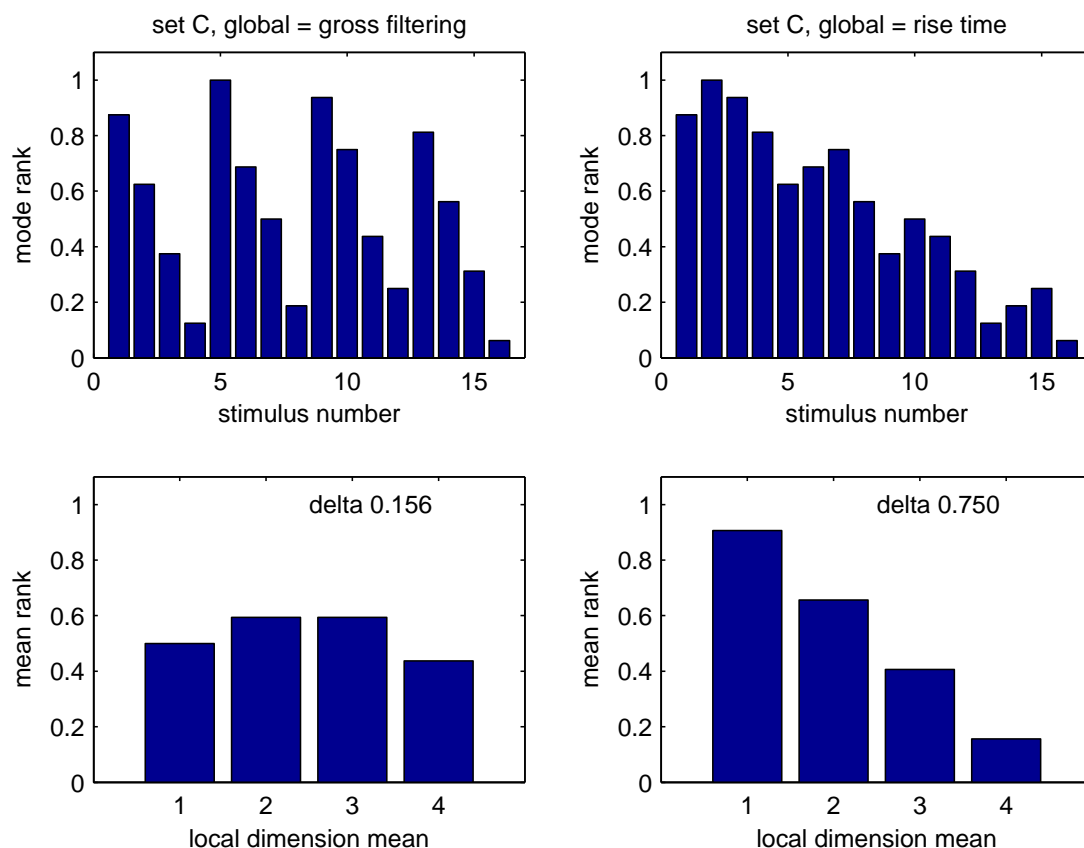 set C, global = gross filtering
mode rank
1
0.8
0.6
0.4
0.2
0
0 5 10 15
stimulus number
set C, global = rise time
mode rank
1
0.8
0.6
0.4
0.2
0
0 5 10 15
stimulus number
delta 0.156
mean rank
1
0.8
0.6
0.4
0.2
0
1 2 3 4
local dimension mean
delta 0.750
mean rank
1
0.8
0.6
0.4
0.2
0
1 2 3 4
local dimension mean